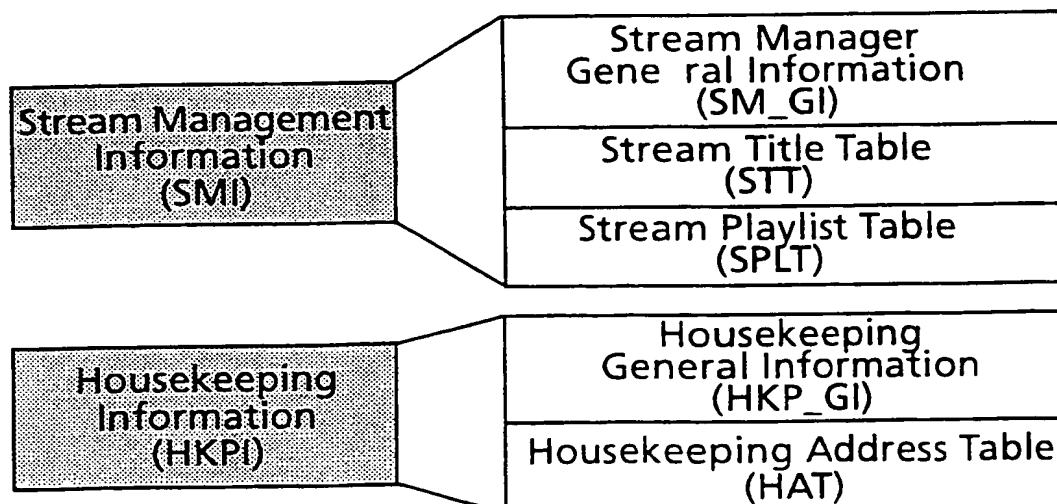 Stream Management
Information
(SMI)
Stream Manager
Gene ral Information
(SM_GI)
Stream Title Table
(STT)
Stream Playlist Table
(SPLT)
Housekeeping
Information
(HKPI)
Housekeeping
General Information
(HKP_GI)
Housekeeping Address Table
(HAT)